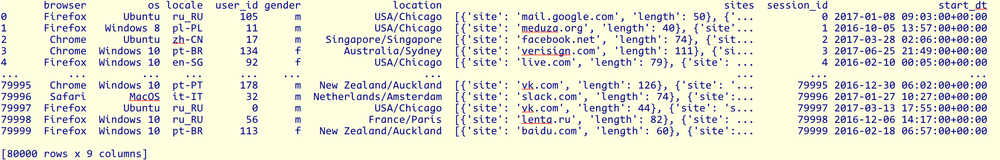 browser os locale user_id gender location sites session_id start_dt
0 Firefox Ubuntu ru_RU 105 m USA/Chicago [{'site': 'mail.google.com', 'length': 50}, {'... 0 2017-01-08 09:03:00+00:00
1 Firefox Windows 8 pl-PL 11 m USA/Chicago [{'site': 'meduza.org', 'length': 40}, {'site'... 1 2016-10-05 13:57:00+00:00
2 Chrome Ubuntu zh-CN 17 m Singapore/Singapore [{'site': 'facebook.net', 'length': 74}, {'sit... 2 2017-03-28 02:06:00+00:00
3 Chrome Windows 10 pt-BR 134 f Australia/Sydney [{'site': 'verisign.com', 'length': 111}, {'si... 3 2017-06-25 21:49:00+00:00
4 Firefox Windows 10 en-SG 92 f USA/Chicago [{'site': 'live.com', 'length': 79}, {'site': ... 4 2016-02-10 00:05:00+00:00
... ... ... ... ... ... ... ... ... ...
79995 Chrome Windows 10 pt-PT 178 m New Zealand/Auckland [{'site': 'vk.com', 'length': 126}, {'site': '... 79995 2016-12-30 06:02:00+00:00
79996 Safari MacOS it-IT 32 m Netherlands/Amsterdam [{'site': 'slack.com', 'length': 74}, {'site':... 79996 2017-01-27 10:27:00+00:00
79997 Firefox Ubuntu ru_RU 0 m USA/Chicago [{'site': 'vk.com', 'length': 44}, {'site': 's... 79997 2017-03-13 17:55:00+00:00
79998 Firefox Windows 10 ru_RU 56 m France/Paris [{'site': 'lenta.ru', 'length': 82}, {'site': ... 79998 2016-12-06 14:17:00+00:00
79999 Firefox Windows 10 pt-BR 113 f New Zealand/Auckland [{'site': 'baidu.com', 'length': 60}, {'site':... 79999 2016-02-18 06:57:00+00:00
[80000 rows x 9 columns]